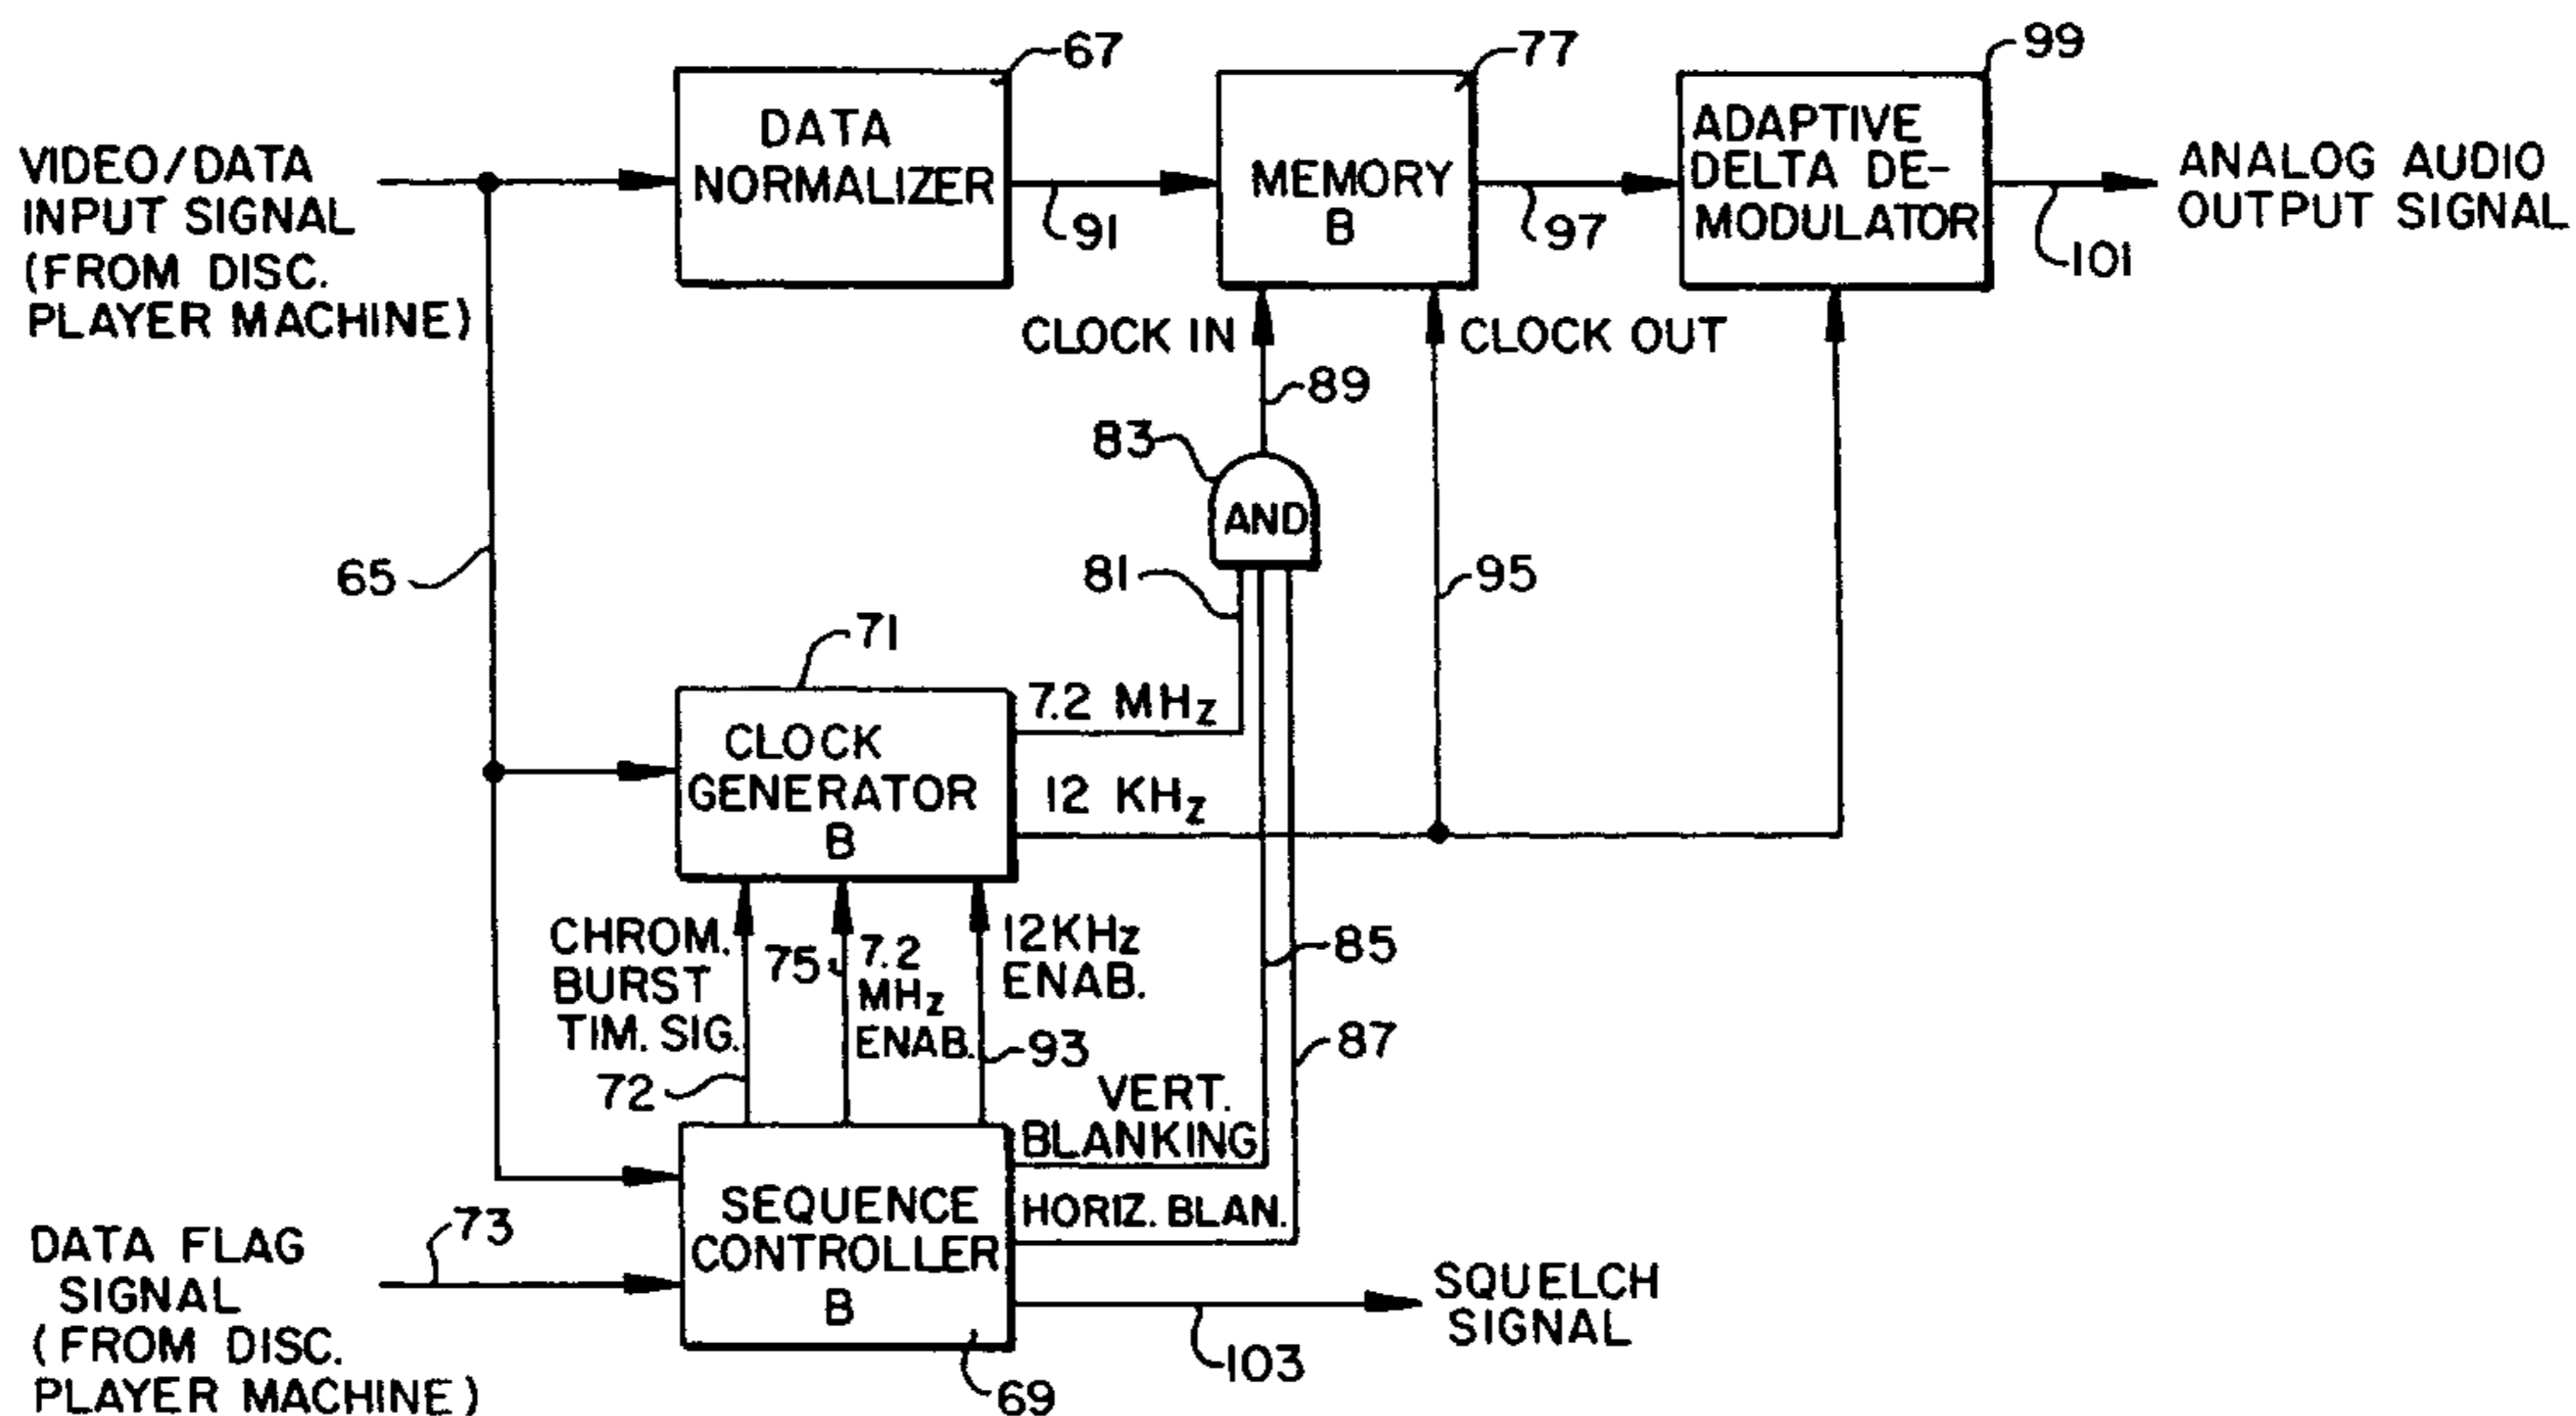 VIDEO/DATA
INPUT SIGNAL
(FROM DISC.
PLAYER MACHINE)
65
DATA
NORMALIZER
67
91
MEMORY
B
77
CLOCK IN
CLOCK OUT
97
ADAPTIVE
DELTA DE-
MODULATOR
99
ANALOG AUDIO
OUTPUT SIGNAL
101
89
83
AND
81
95
71
CLOCK
GENERATOR
B
7.2 MHz
12 KHz
CHROM.
BURST
TIM. SIG.
72
75
7.2
MHz
ENAB.
12KHz
ENAB.
93
85
87
VERT.
BLANKING
HORIZ. BLAN.
DATA FLAG
SIGNAL
(FROM DISC.
PLAYER MACHINE)
73
SEQUENCE
CONTROLLER
B
69
103
SQUELCH
SIGNAL